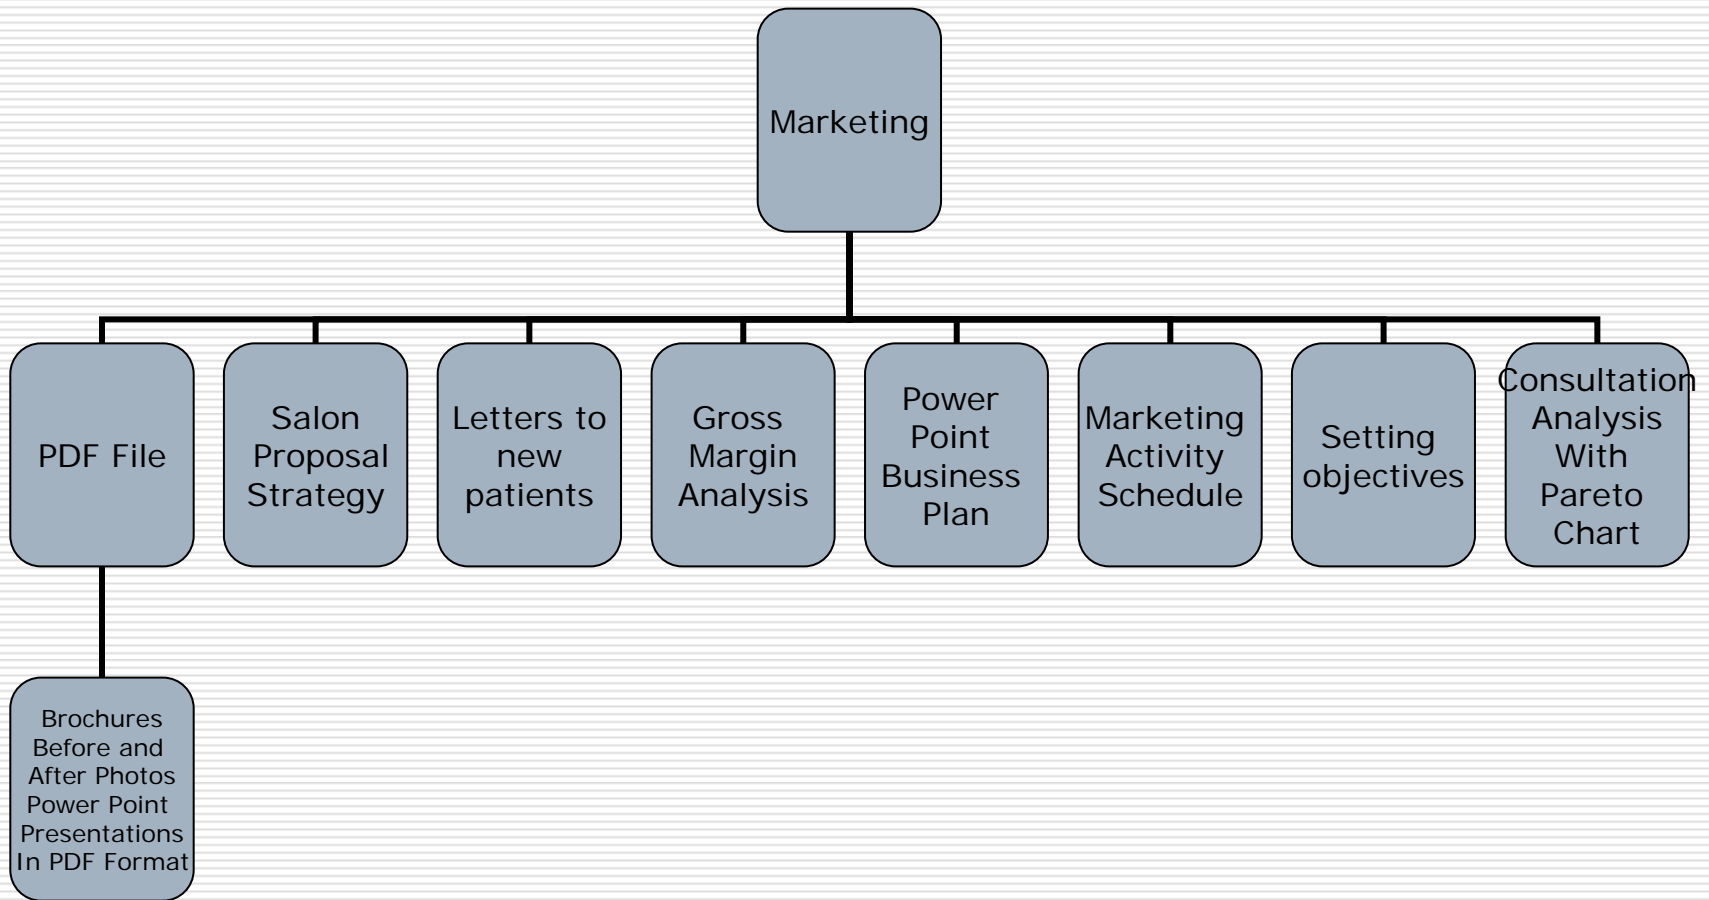 Marketing
PDF File
Salon
Proposal
Strategy
Letters to
new
patients
Gross
Margin
Analysis
Power
Point
Business
Plan
Marketing
Activity
Schedule
Setting
objectives
Consultation
Analysis
With
Pareto
Chart
Brochures
Before and
After Photos
Power Point
Presentations
In PDF Format